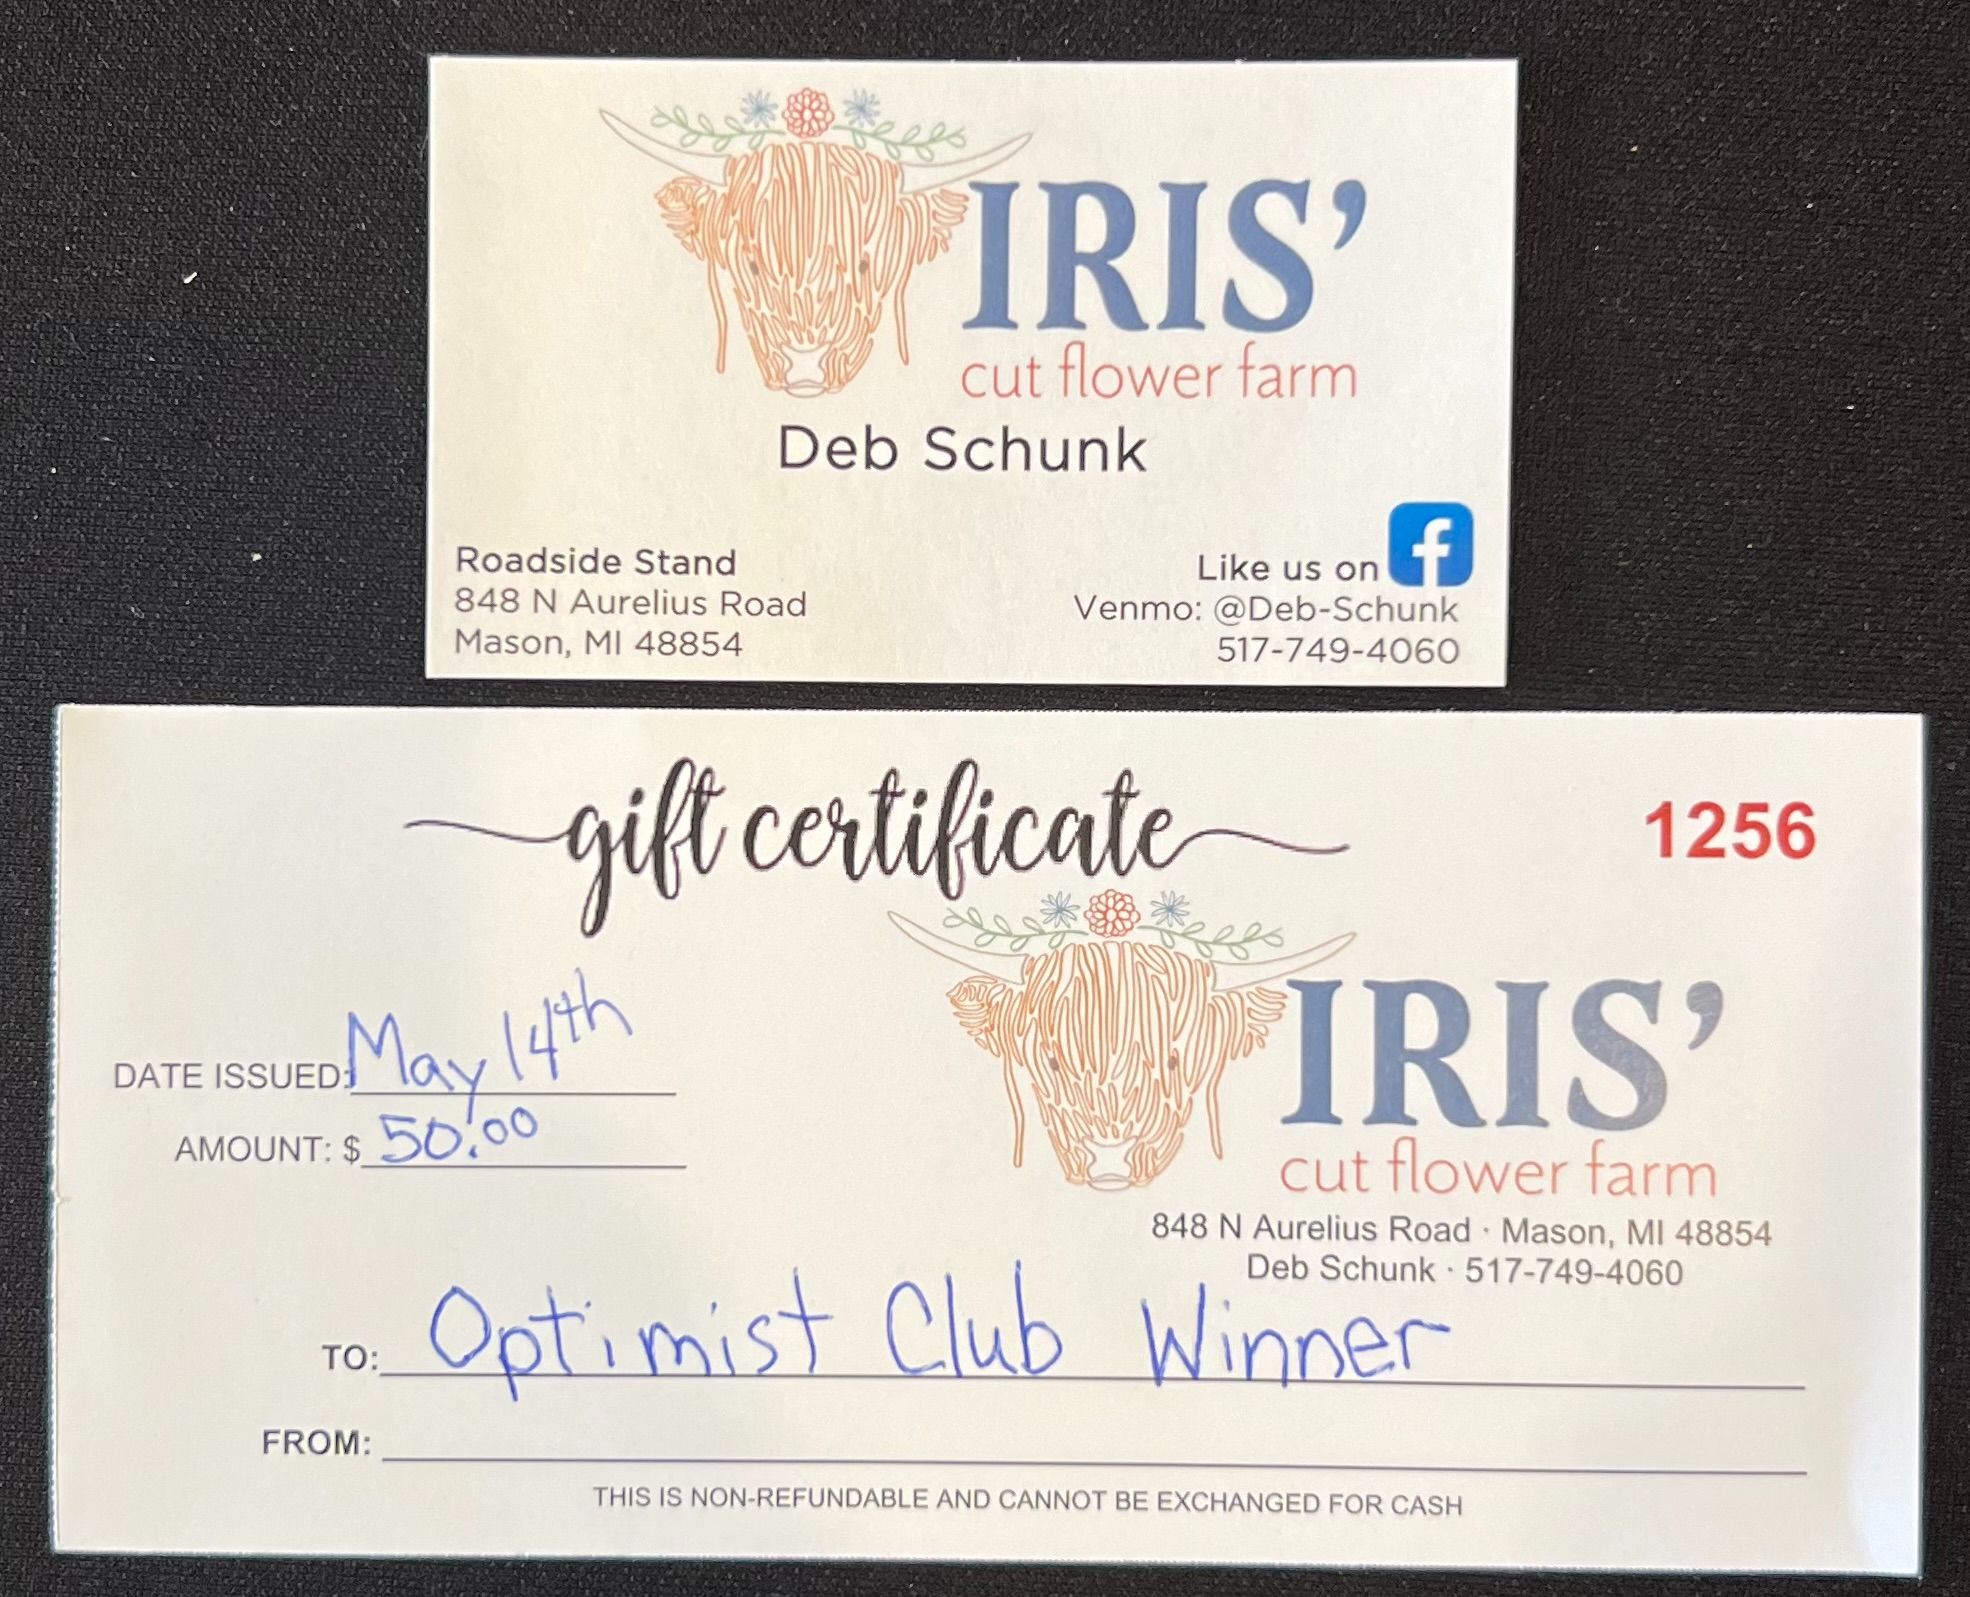 IRIS’
cut flower farm
Deb Schunk
Roadside Stand
848 N Aurelius Road
Mason, MI 48854
Like us on f
Venmo: @Deb-Schunk
517-749-4060
gift certificate
1256
IRIS’
cut flower farm
848 N Aurelius Road · Mason, MI 48854
Deb Schunk · 517-749-4060
DATE ISSUED: May 14th
AMOUNT: $ 50.00
TO: Optimist Club Winner
FROM:
THIS IS NON-REFUNDABLE AND CANNOT BE EXCHANGED FOR CASH